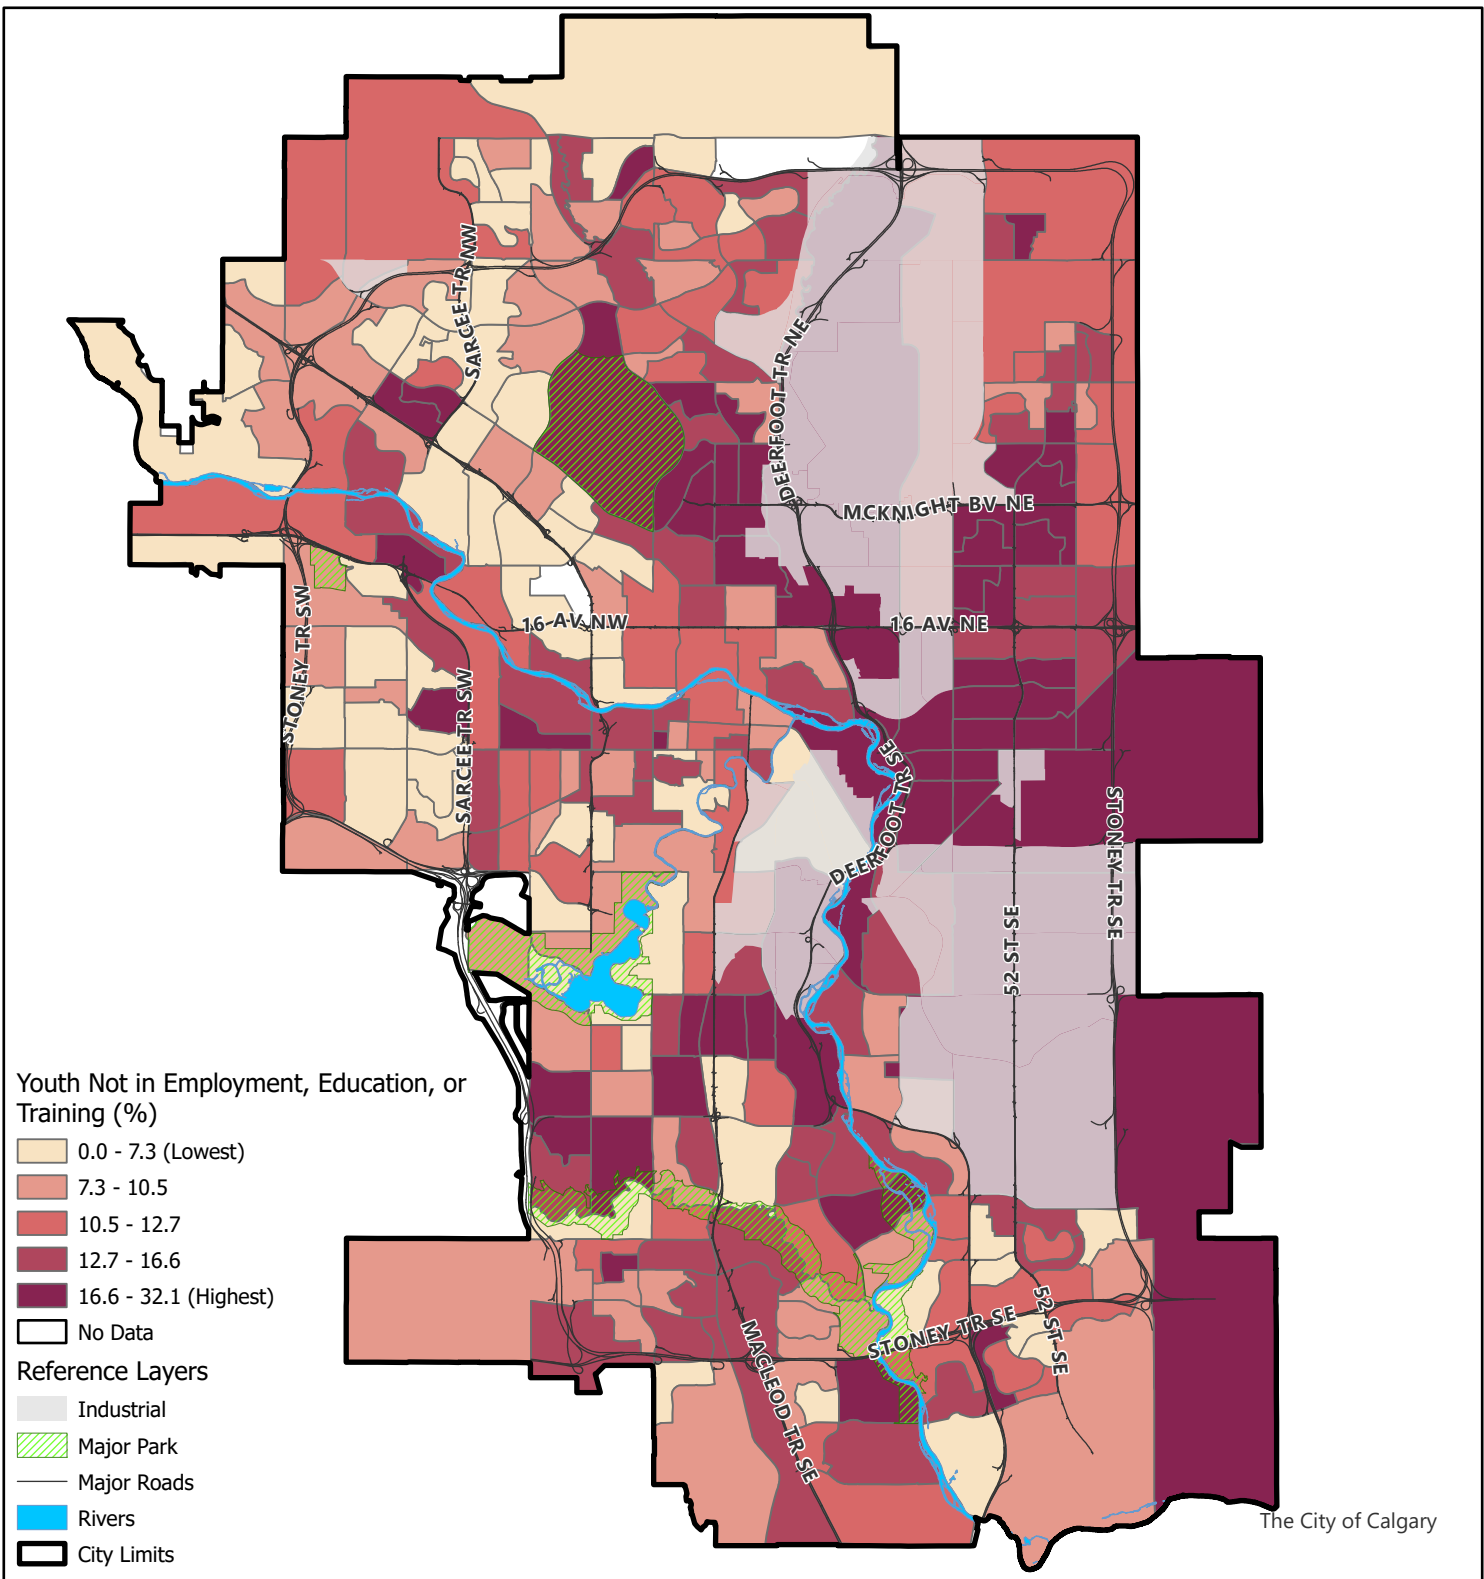 SARCEE TR NW
DEERFOOT TR NE
MCKNIGHT BV NE
STONEY TR SW
16 AV NW
16 AV NE
SARCEE TR SW
DEERFOOT TR SE
STONEY TR SE
52 ST SE
Youth Not in Employment, Education, or
Training (%)
0.0 - 7.3 (Lowest)
7.3 - 10.5
10.5 - 12.7
12.7 - 16.6
16.6 - 32.1 (Highest)
No Data
Reference Layers
Industrial
Major Park
Major Roads
Rivers
City Limits
STONEY TR SE
52 ST SE
MACLEOD TR SE
The City of Calgary